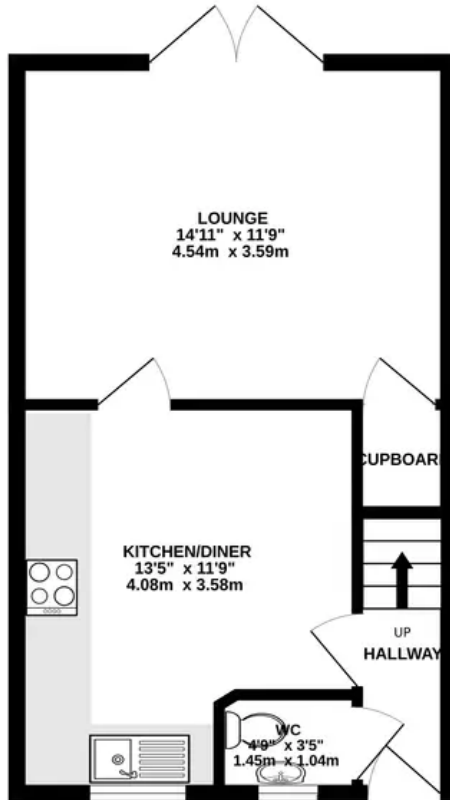 LOUNGE
14'11" x 11'9"
4.54m x 3.59m
CUPBOARD
KITCHEN/DINER
13'5" x 11'9"
4.08m x 3.58m
UP
HALLWAY
WC
4'9" x 3'5"
1.45m x 1.04m